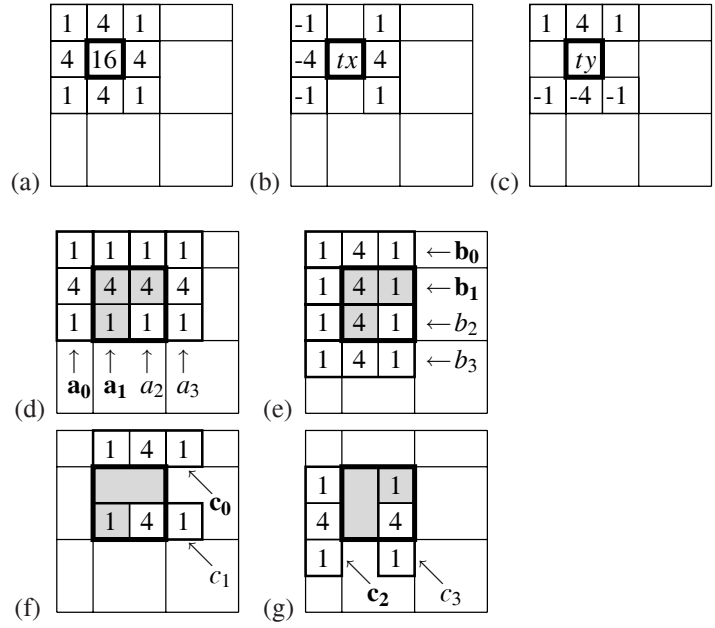 1 4 1 -1 1 1 4 1
4 16 4 -4 tx 4 ty
1 4 1 -1 1 -1 -4 -1
(a) (b) (c)
1 1 1 1 1 4 1 ←b0
4 4 4 4 1 4 1 ←b1
1 1 1 1 1 4 1 ←b2
↑ ↑ ↑ ↑ 1 4 1 ←b3
(d) a0 a1 a2 a3 (e)
1 4 1
c0 1 1
1 4 1 4 4
1 1
(f) c1 (g) c2 c3